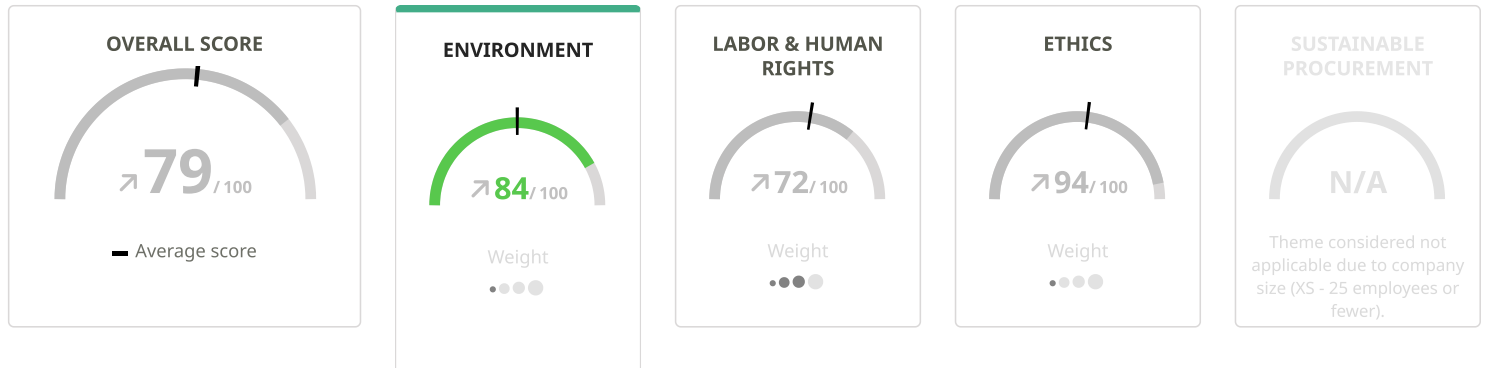 OVERALL SCORE
79/ 100
Average score
ENVIRONMENT
84/ 100
Weight
LABOR & HUMAN
RIGHTS
72/ 100
Weight
ETHICS
94/ 100
Weight
SUSTAINABLE
PROCUREMENT
N/A
Theme considered not
applicable due to company
size (XS - 25 employees or
fewer).